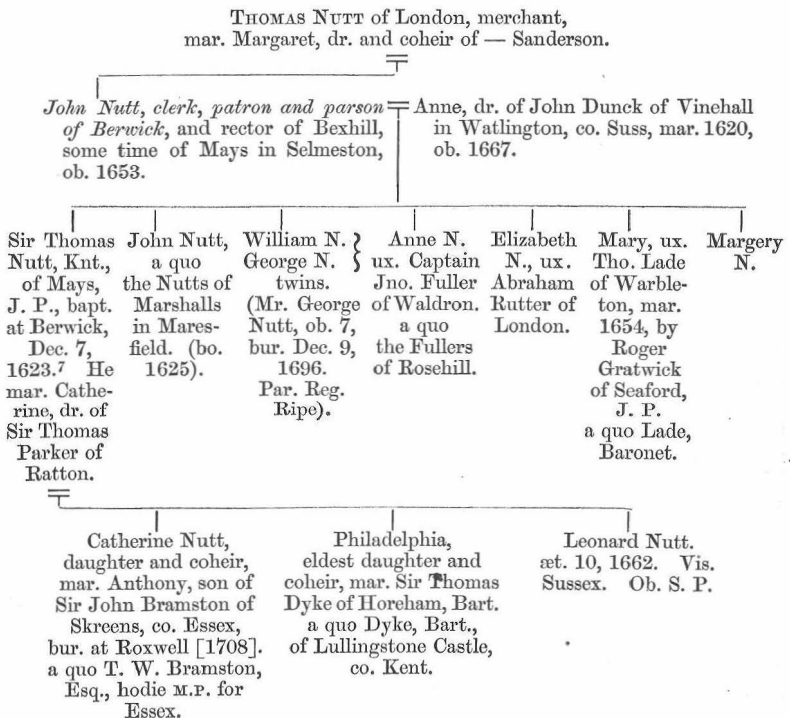 THOMAS NUTT of London, merchant,
mar. Margaret, dr. and coheir of — Sanderson.
John Nutt, clerk, patron and parson
of Berwick, and rector of Bexhill,
some time of Mays in Selmeston,
ob. 1653.
Anne, dr. of John Dunck of Vinehall
in Watlington, co. Suss, mar. 1620,
ob. 1667.
Sir Thomas
Nutt, Knt.,
of Mays,
J. P., bapt.
at Berwick,
Dec. 7,
1623.⁷ He
mar. Cathe-
rine, dr. of
Sir Thomas
Parker of
Ratton.
John Nutt,
a quo
the Nutts of
Marshalls
in Mares-
field. (bo.
1625).
William N.
George N.
twins.
(Mr. George
Nutt, ob. 7,
bur. Dec. 9,
1696.
Par. Reg.
Ripe).
Anne N.
ux. Captain
Jno. Fuller
of Waldron.
a quo
the Fullers
of Rosehill.
Elizabeth
N., ux.
Abraham
Rutter of
London.
Mary, ux.
Tho. Lade
of Warble-
ton, mar.
1654, by
Roger
Gratwick
of Seaford,
J. P.
a quo Lade,
Baronet.
Margery
N.
Catherine Nutt,
daughter and coheir,
mar. Anthony, son of
Sir John Bramston of
Skreens, co. Essex,
bur. at Roxwell [1708].
a quo T. W. Bramston,
Esq., hodie M.P. for
Essex.
Philadelphia,
eldest daughter and
coheir, mar. Sir Thomas
Dyke of Horeham, Bart.
a quo Dyke, Bart.,
of Lullingstone Castle,
co. Kent.
Leonard Nutt.
æt. 10, 1662. Vis.
Sussex. Ob. S. P.